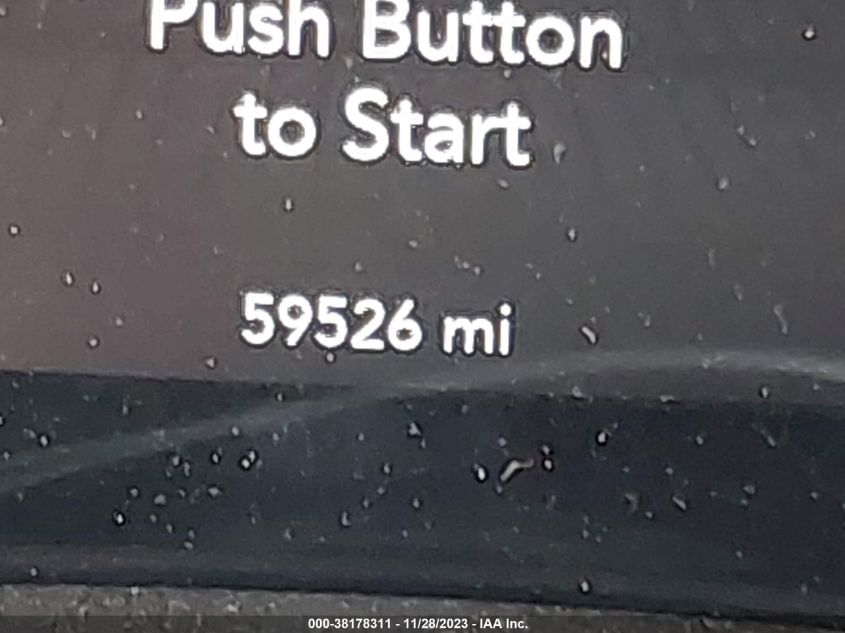 Push Button
to Start
59526 mi
000-38178311 - 11/28/2023 - IAA Inc.